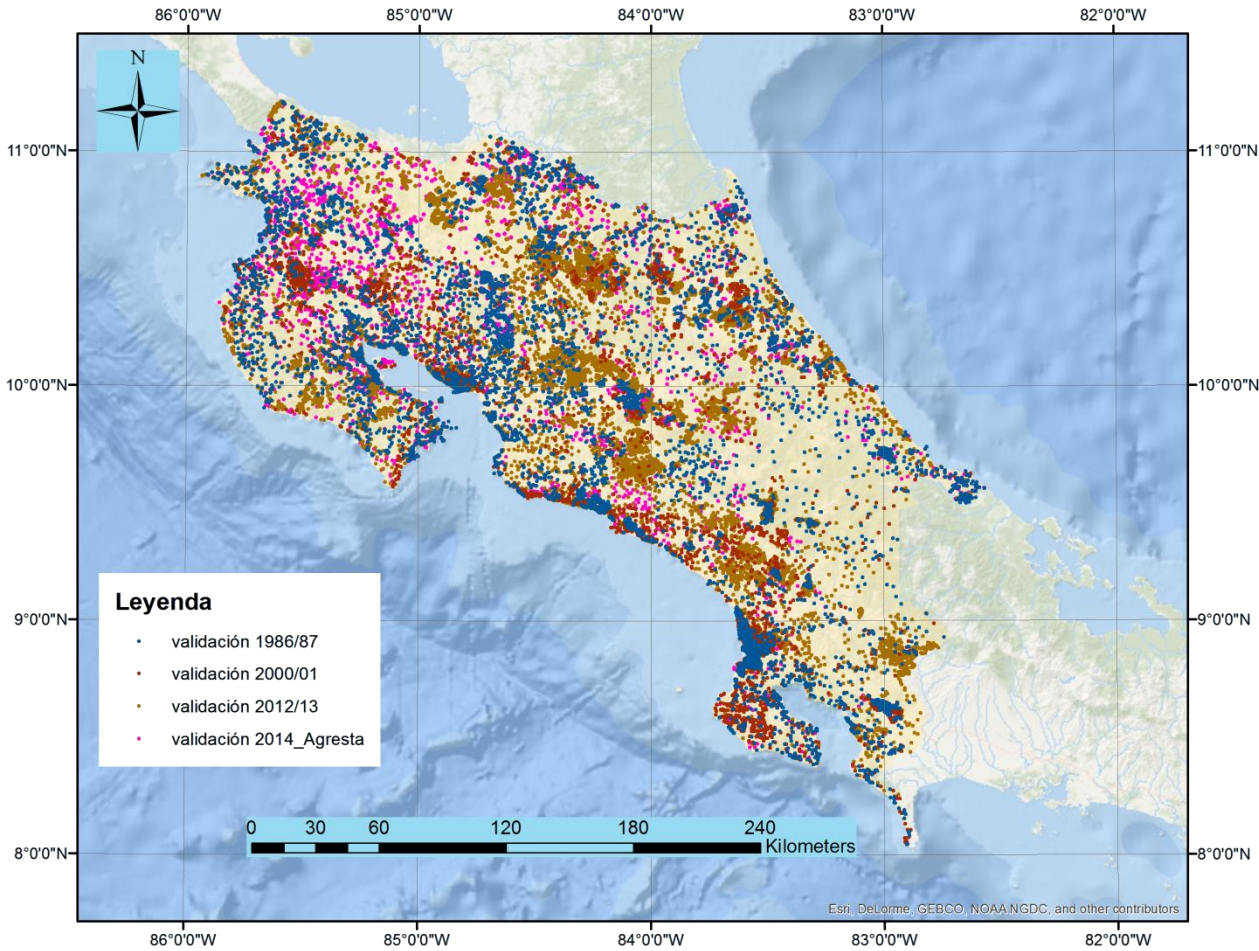 86°0'0"W 85°0'0"W 84°0'0"W 83°0'0"W 82°0'0"W
N
11°0'0"N 11°0'0"N
10°0'0"N 10°0'0"N
9°0'0"N 9°0'0"N
8°0'0"N 8°0'0"N
Leyenda
validación 1986/87
validación 2000/01
validación 2012/13
validación 2014_Agresta
0 30 60 120 180 240
Kilometers
Esri, DeLorme, GEBCO, NOAA NGDC, and other contributors
86°0'0"W 85°0'0"W 84°0'0"W 83°0'0"W 82°0'0"W